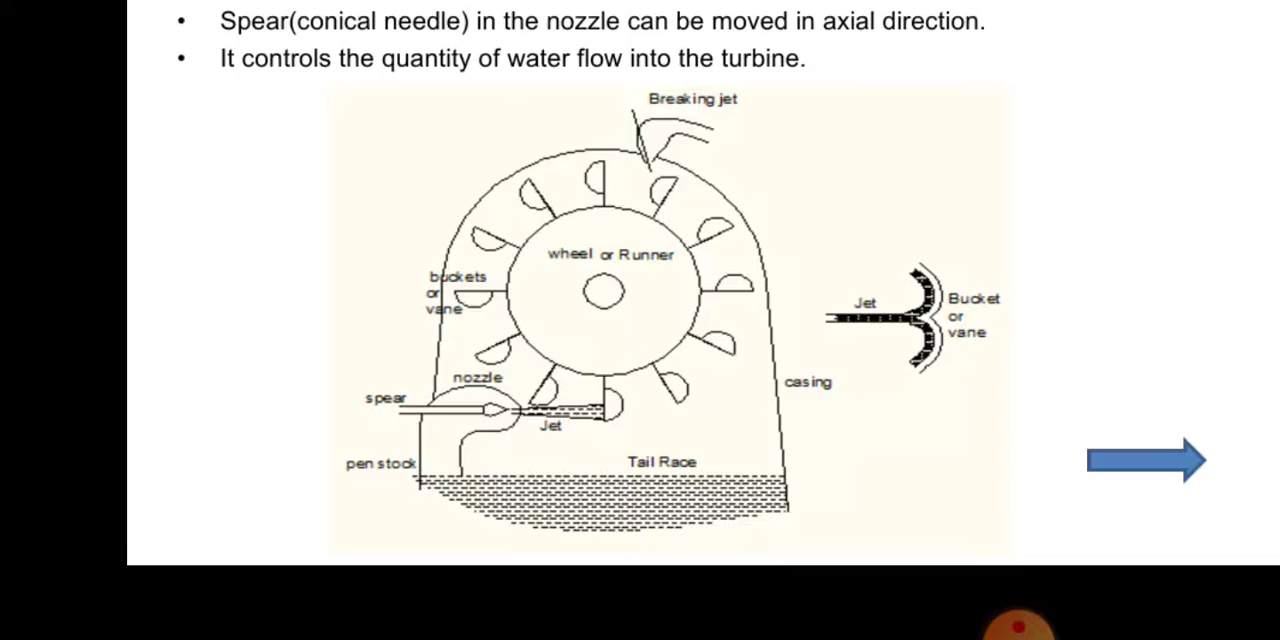 • Spear(conical needle) in the nozzle can be moved in axial direction.
• It controls the quantity of water flow into the turbine.
Breaking jet
wheel or Runner
buckets
or
vane
Jet
Bucket
or
vane
nozzle
casing
spear
Jet
pen stock
Tail Race